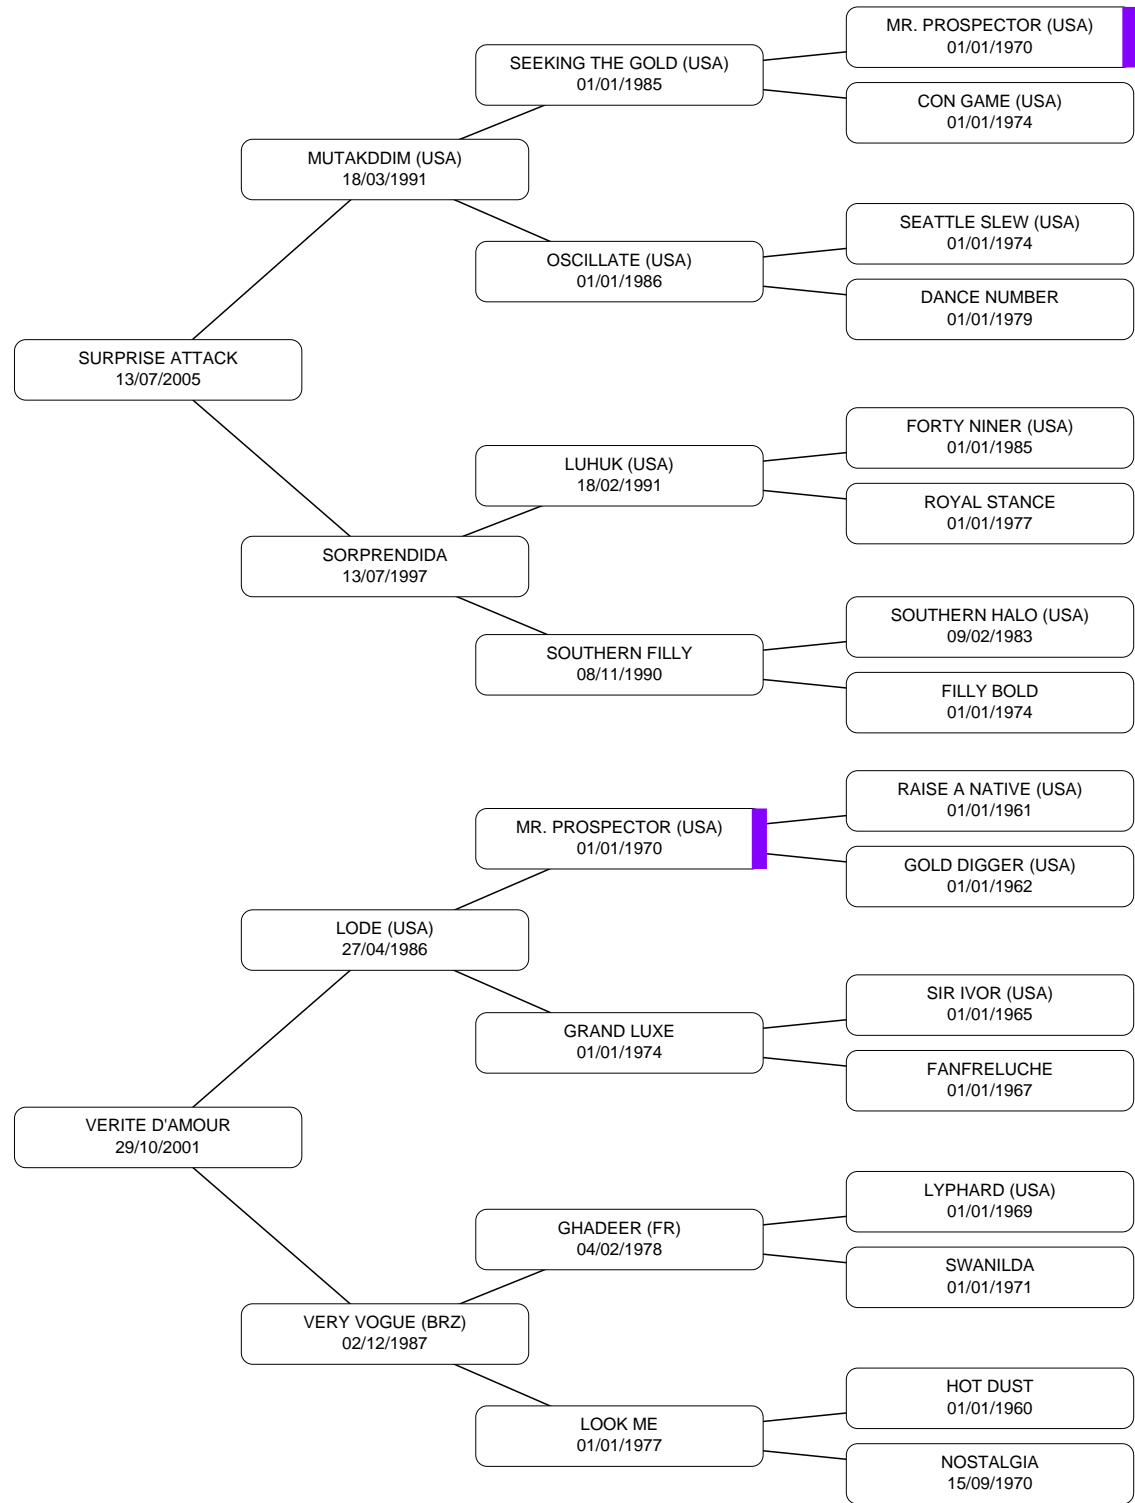 MR. PROSPECTOR (USA)
01/01/1970
SEEKING THE GOLD (USA)
01/01/1985
CON GAME (USA)
01/01/1974
MUTAKDDIM (USA)
18/03/1991
SEATTLE SLEW (USA)
01/01/1974
OSCILLATE (USA)
01/01/1986
DANCE NUMBER
01/01/1979
SURPRISE ATTACK
13/07/2005
FORTY NINER (USA)
01/01/1985
LUHUK (USA)
18/02/1991
ROYAL STANCE
01/01/1977
SORPRENDIDA
13/07/1997
SOUTHERN HALO (USA)
09/02/1983
SOUTHERN FILLY
08/11/1990
FILLY BOLD
01/01/1974
RAISE A NATIVE (USA)
01/01/1961
MR. PROSPECTOR (USA)
01/01/1970
GOLD DIGGER (USA)
01/01/1962
LODE (USA)
27/04/1986
SIR IVOR (USA)
01/01/1965
GRAND LUXE
01/01/1974
FANFRELUCHE
01/01/1967
VERITE D'AMOUR
29/10/2001
LYPHARD (USA)
01/01/1969
GHADEER (FR)
04/02/1978
SWANILDA
01/01/1971
VERY VOGUE (BRZ)
02/12/1987
HOT DUST
01/01/1960
LOOK ME
01/01/1977
NOSTALGIA
15/09/1970